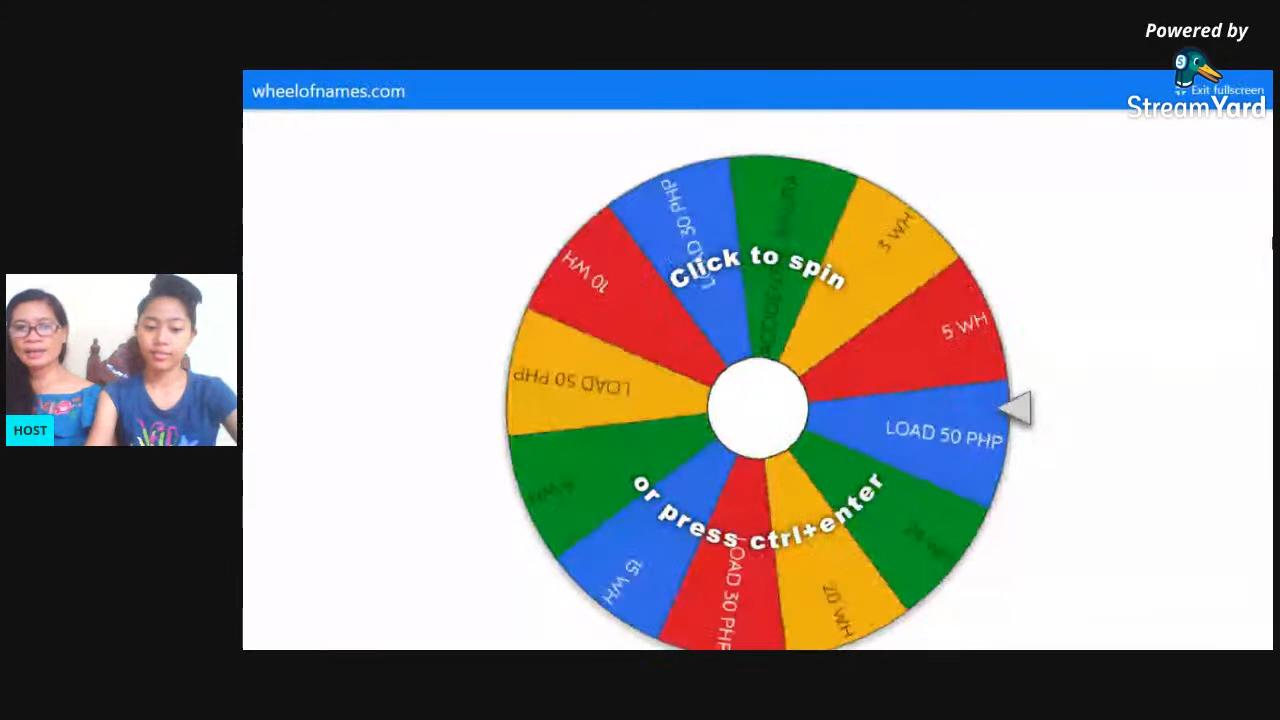 Powered by
StreamYard
wheelofnames.com
Exit fullscreen
LOAD 30 PHP
3 WH
10 WH
Click to spin
5 WH
LOAD 50 PHP
LOAD 50 PHP
HOST
or press ctrl+enter
15 WH
LOAD 30 PHP
20 WH